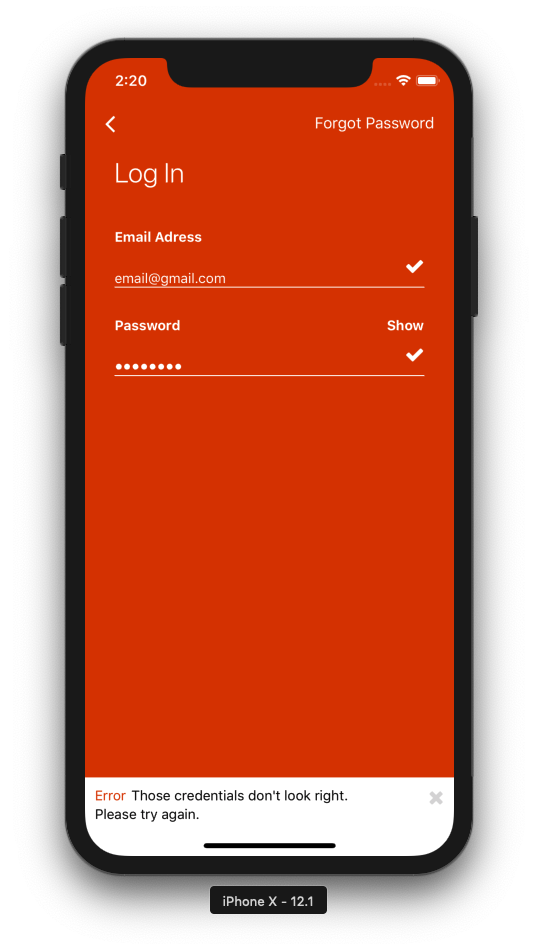 2:20
Forgot Password
Log In
Email Adress
email@gmail.com
Password Show
••••••••
Error Those credentials don't look right.
Please try again.
iPhone X - 12.1